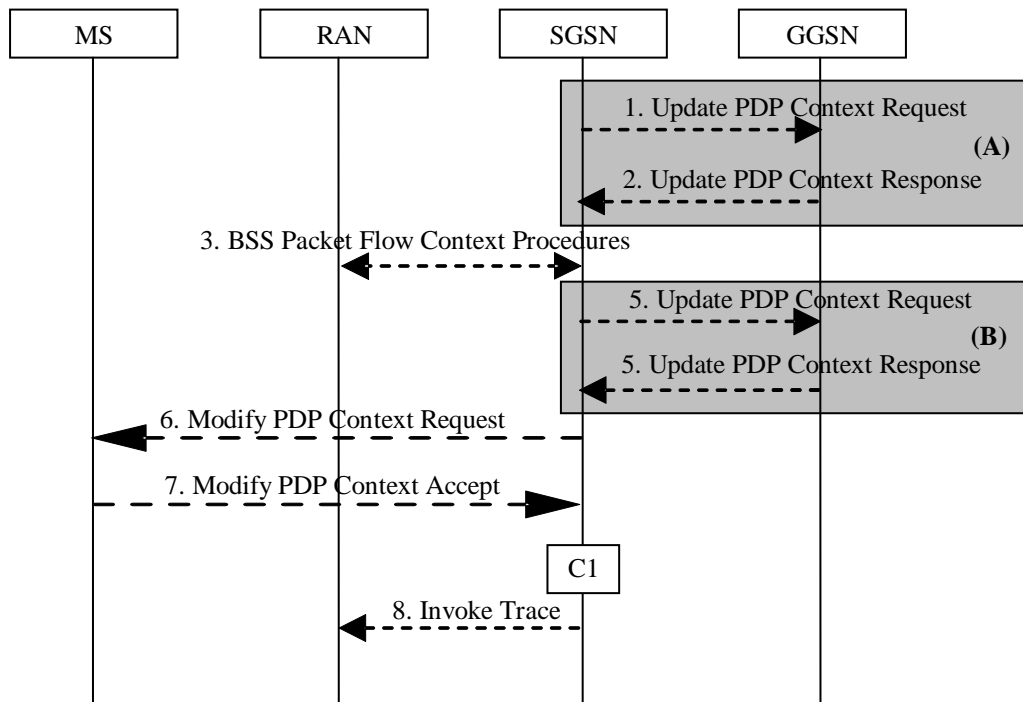 MS
RAN
SGSN
GGSN
1. Update PDP Context Request
(A)
2. Update PDP Context Response
3. BSS Packet Flow Context Procedures
5. Update PDP Context Request
(B)
5. Update PDP Context Response
6. Modify PDP Context Request
7. Modify PDP Context Accept
C1
8. Invoke Trace